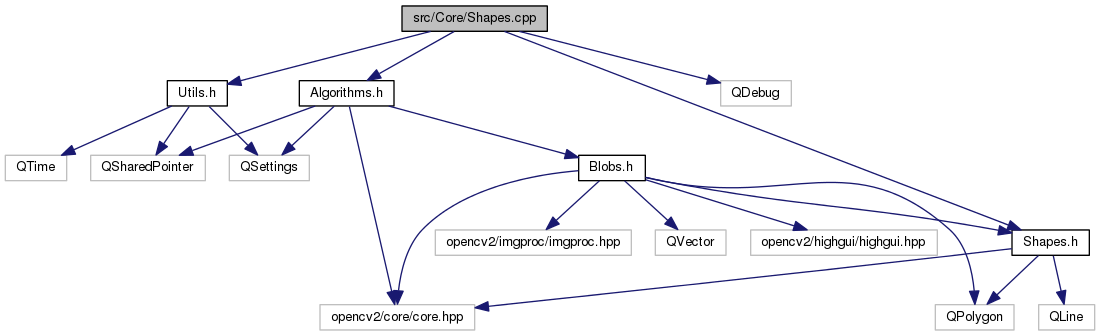 src/Core/Shapes.cpp
Utils.h
Algorithms.h
QDebug
QTime
QSharedPointer
QSettings
Blobs.h
opencv2/imgproc/imgproc.hpp
QVector
opencv2/highgui/highgui.hpp
Shapes.h
opencv2/core/core.hpp
QPolygon
QLine